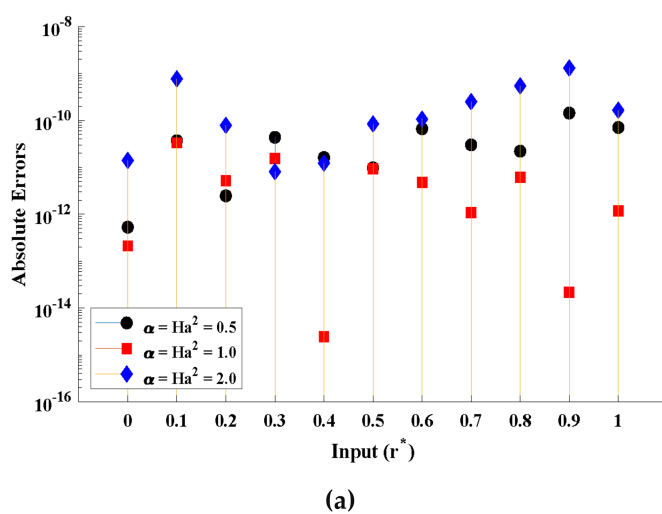 10^-8
10^-10
10^-12
10^-14
10^-16
Absolute Errors
α = Ha^2 = 0.5
α = Ha^2 = 1.0
α = Ha^2 = 2.0
0 0.1 0.2 0.3 0.4 0.5 0.6 0.7 0.8 0.9 1
Input (r^*)
(a)